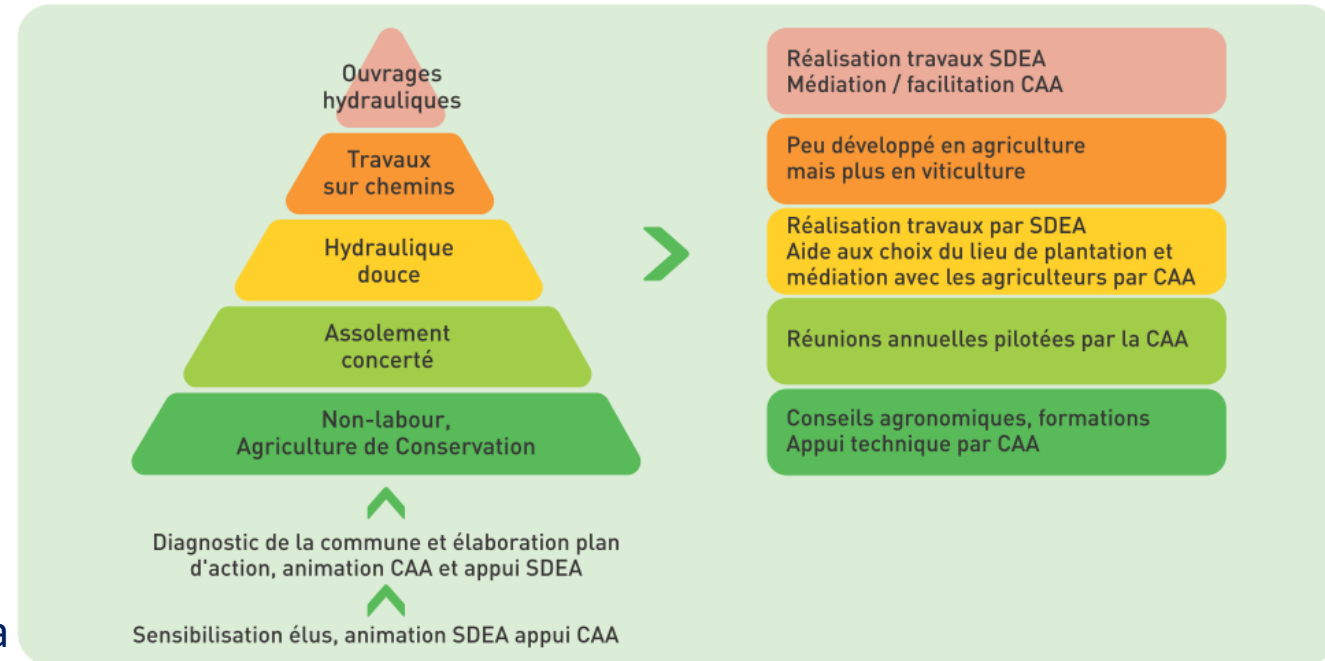 Ouvrages
hydrauliques
Travaux
sur chemins
Hydraulique
douce
Assolement
concerté
Non-labour,
Agriculture de Conservation
Diagnostic de la commune et élaboration plan
d'action, animation CAA et appui SDEA
Sensibilisation élus, animation SDEA appui CAA
Réalisation travaux SDEA
Médiation / facilitation CAA
Peu développé en agriculture
mais plus en viticulture
Réalisation travaux par SDEA
Aide aux choix du lieu de plantation et
médiation avec les agriculteurs par CAA
Réunions annuelles pilotées par la CAA
Conseils agronomiques, formations
Appui technique par CAA
a